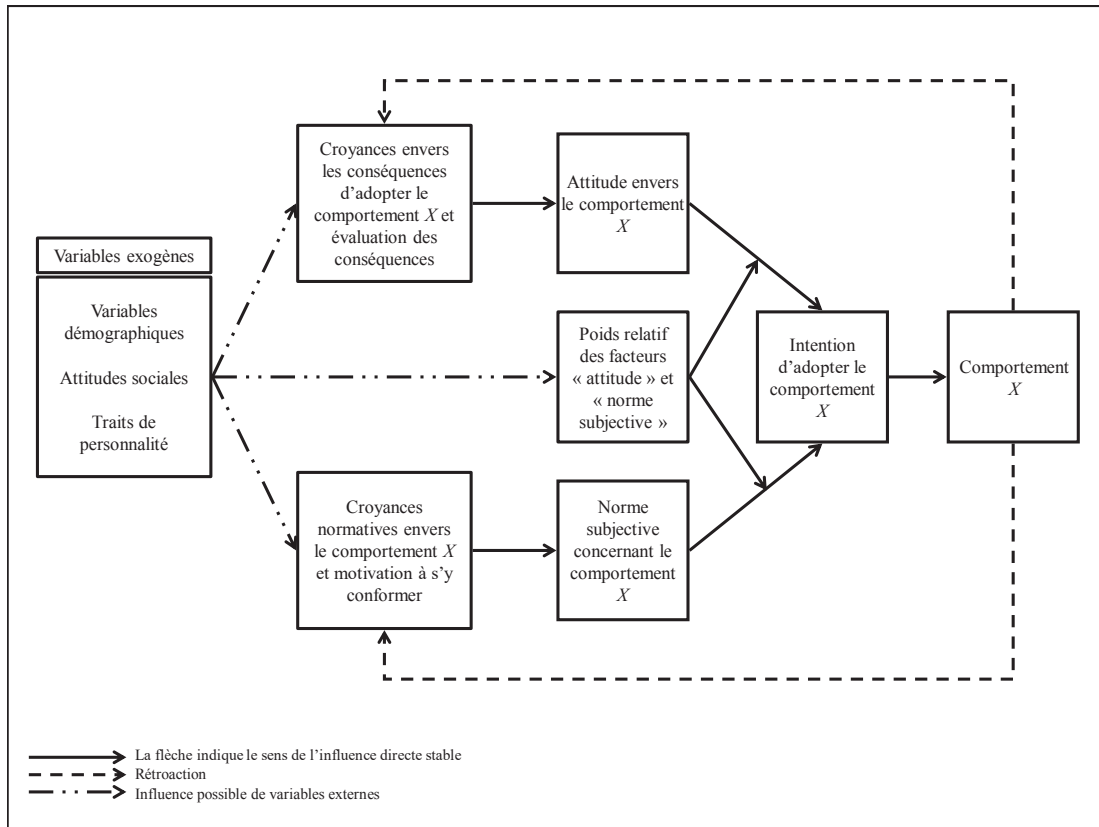 Variables exogènes
Variables
démographiques
Attitudes sociales
Traits de
personnalité
Croyances envers
les conséquences
d’adopter le
comportement X et
évaluation des
conséquences
Attitude envers
le comportement
X
Poids relatif
des facteurs
« attitude » et
« norme
subjective »
Croyances
normatives envers
le comportement X
et motivation à s’y
conformer
Norme
subjective
concernant le
comportement
X
Intention
d’adopter le
comportement
X
Comportement
X
La flèche indique le sens de l’influence directe stable
Rétroaction
Influence possible de variables externes